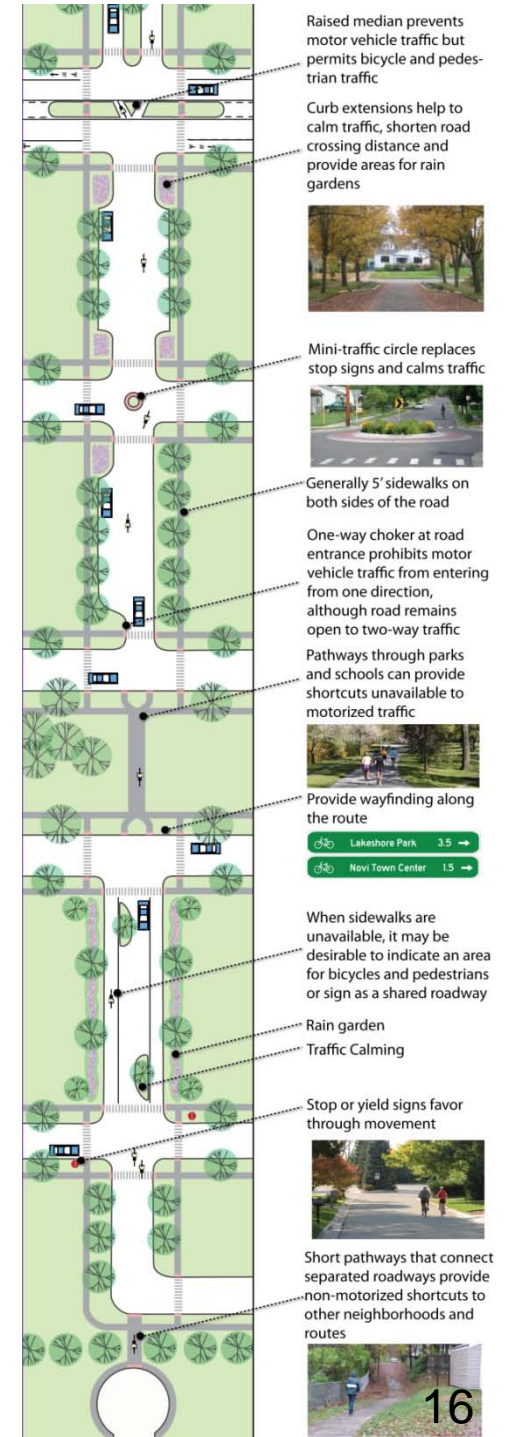 Raised median prevents
motor vehicle traffic but
permits bicycle and pedes-
trian traffic
Curb extensions help to
calm traffic, shorten road
crossing distance and
provide areas for rain
gardens
Mini-traffic circle replaces
stop signs and calms traffic
Generally 5' sidewalks on
both sides of the road
One-way choker at road
entrance prohibits motor
vehicle traffic from entering
from one direction,
although road remains
open to two-way traffic
Pathways through parks
and schools can provide
shortcuts unavailable to
motorized traffic
Provide wayfinding along
the route
Lakeshore Park 3.5 →
Novi Town Center 1.5 →
When sidewalks are
unavailable, it may be
desirable to indicate an area
for bicycles and pedestrians
or sign as a shared roadway
Rain garden
Traffic Calming
Stop or yield signs favor
through movement
Short pathways that connect
separated roadways provide
non-motorized shortcuts to
other neighborhoods and
routes
16